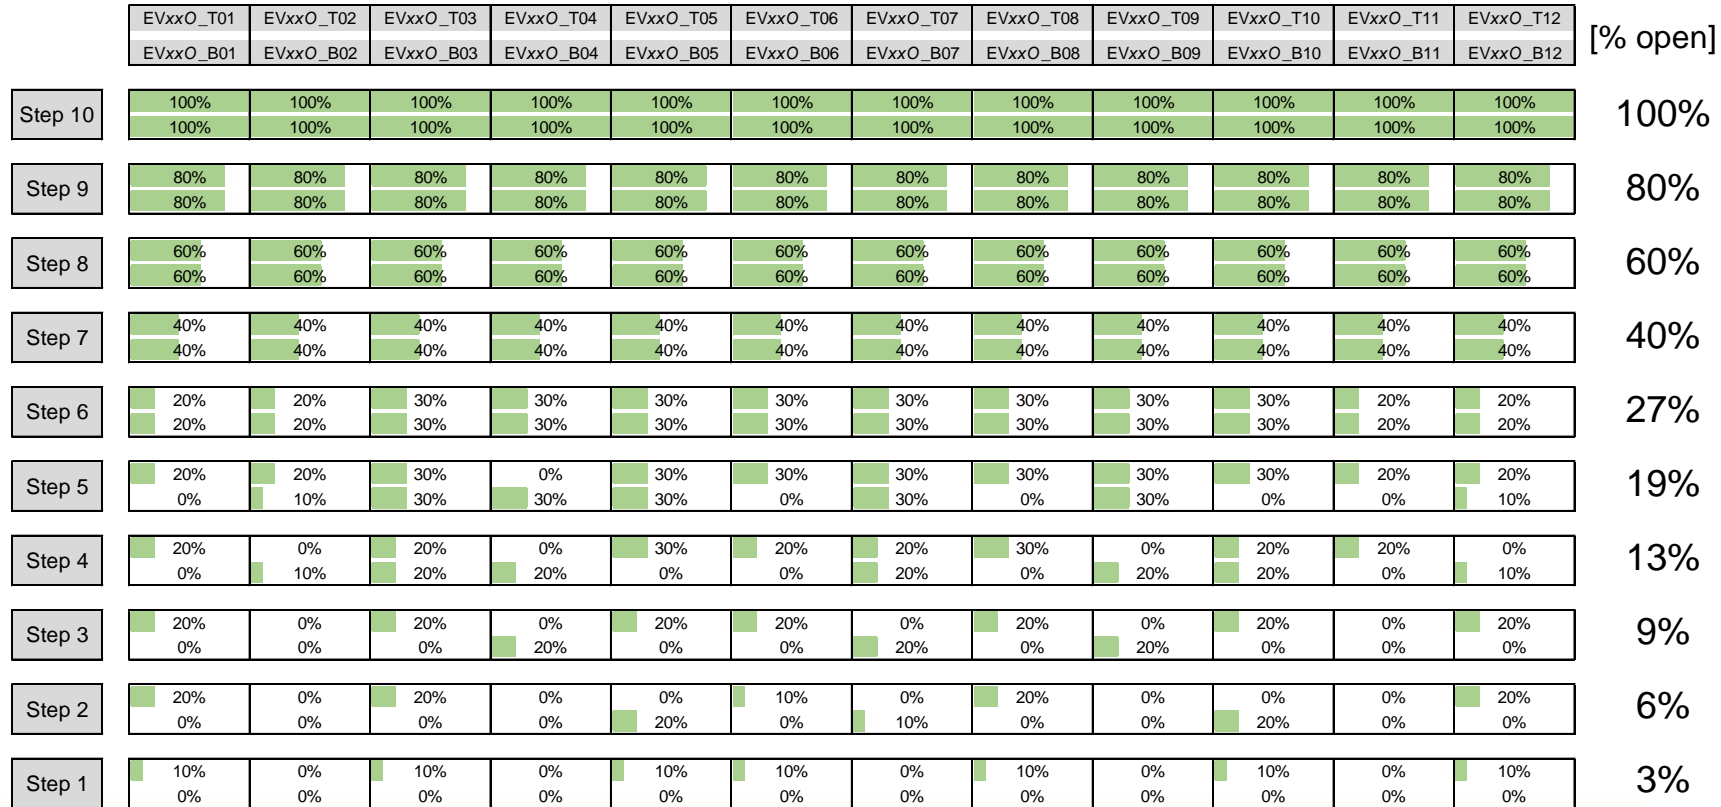 EVxxO_T01 EVxxO_T02 EVxxO_T03 EVxxO_T04 EVxxO_T05 EVxxO_T06 EVxxO_T07 EVxxO_T08 EVxxO_T09 EVxxO_T10 EVxxO_T11 EVxxO_T12
[% open]
EVxxO_B01 EVxxO_B02 EVxxO_B03 EVxxO_B04 EVxxO_B05 EVxxO_B06 EVxxO_B07 EVxxO_B08 EVxxO_B09 EVxxO_B10 EVxxO_B11 EVxxO_B12
Step 10
100% 100% 100% 100% 100% 100% 100% 100% 100% 100% 100% 100%
100% 100% 100% 100% 100% 100% 100% 100% 100% 100% 100% 100%
100%
Step 9
80% 80% 80% 80% 80% 80% 80% 80% 80% 80% 80% 80%
80% 80% 80% 80% 80% 80% 80% 80% 80% 80% 80% 80%
80%
Step 8
60% 60% 60% 60% 60% 60% 60% 60% 60% 60% 60% 60%
60% 60% 60% 60% 60% 60% 60% 60% 60% 60% 60% 60%
60%
Step 7
40% 40% 40% 40% 40% 40% 40% 40% 40% 40% 40% 40%
40% 40% 40% 40% 40% 40% 40% 40% 40% 40% 40% 40%
40%
Step 6
20% 20% 30% 30% 30% 30% 30% 30% 30% 30% 20% 20%
20% 20% 30% 30% 30% 30% 30% 30% 30% 30% 20% 20%
27%
Step 5
20% 20% 30% 0% 30% 30% 30% 30% 30% 30% 20% 20%
0% 10% 30% 30% 30% 0% 30% 0% 30% 0% 0% 10%
19%
Step 4
20% 0% 20% 0% 30% 20% 20% 30% 0% 20% 20% 0%
0% 10% 20% 20% 0% 0% 20% 0% 20% 20% 0% 10%
13%
Step 3
20% 0% 20% 0% 20% 20% 0% 20% 0% 20% 0% 20%
0% 0% 0% 20% 0% 0% 20% 0% 20% 0% 0% 0%
9%
Step 2
20% 0% 20% 0% 0% 10% 0% 20% 0% 0% 0% 20%
0% 0% 0% 0% 20% 0% 10% 0% 0% 20% 0% 0%
6%
Step 1
10% 0% 10% 0% 10% 10% 0% 10% 0% 10% 0% 10%
0% 0% 0% 0% 0% 0% 0% 0% 0% 0% 0% 0%
3%